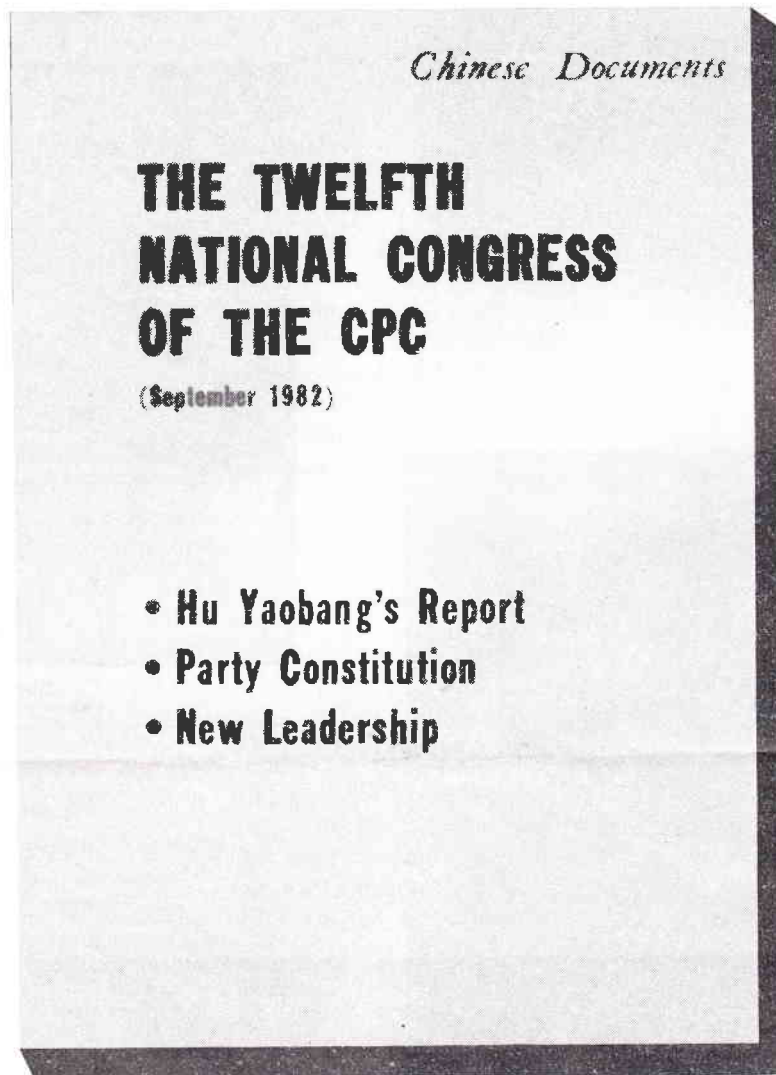 Chinese Documents
THE TWELFTH
NATIONAL CONGRESS
OF THE CPC
(September 1982)
• Hu Yaobang's Report
• Party Constitution
• New Leadership